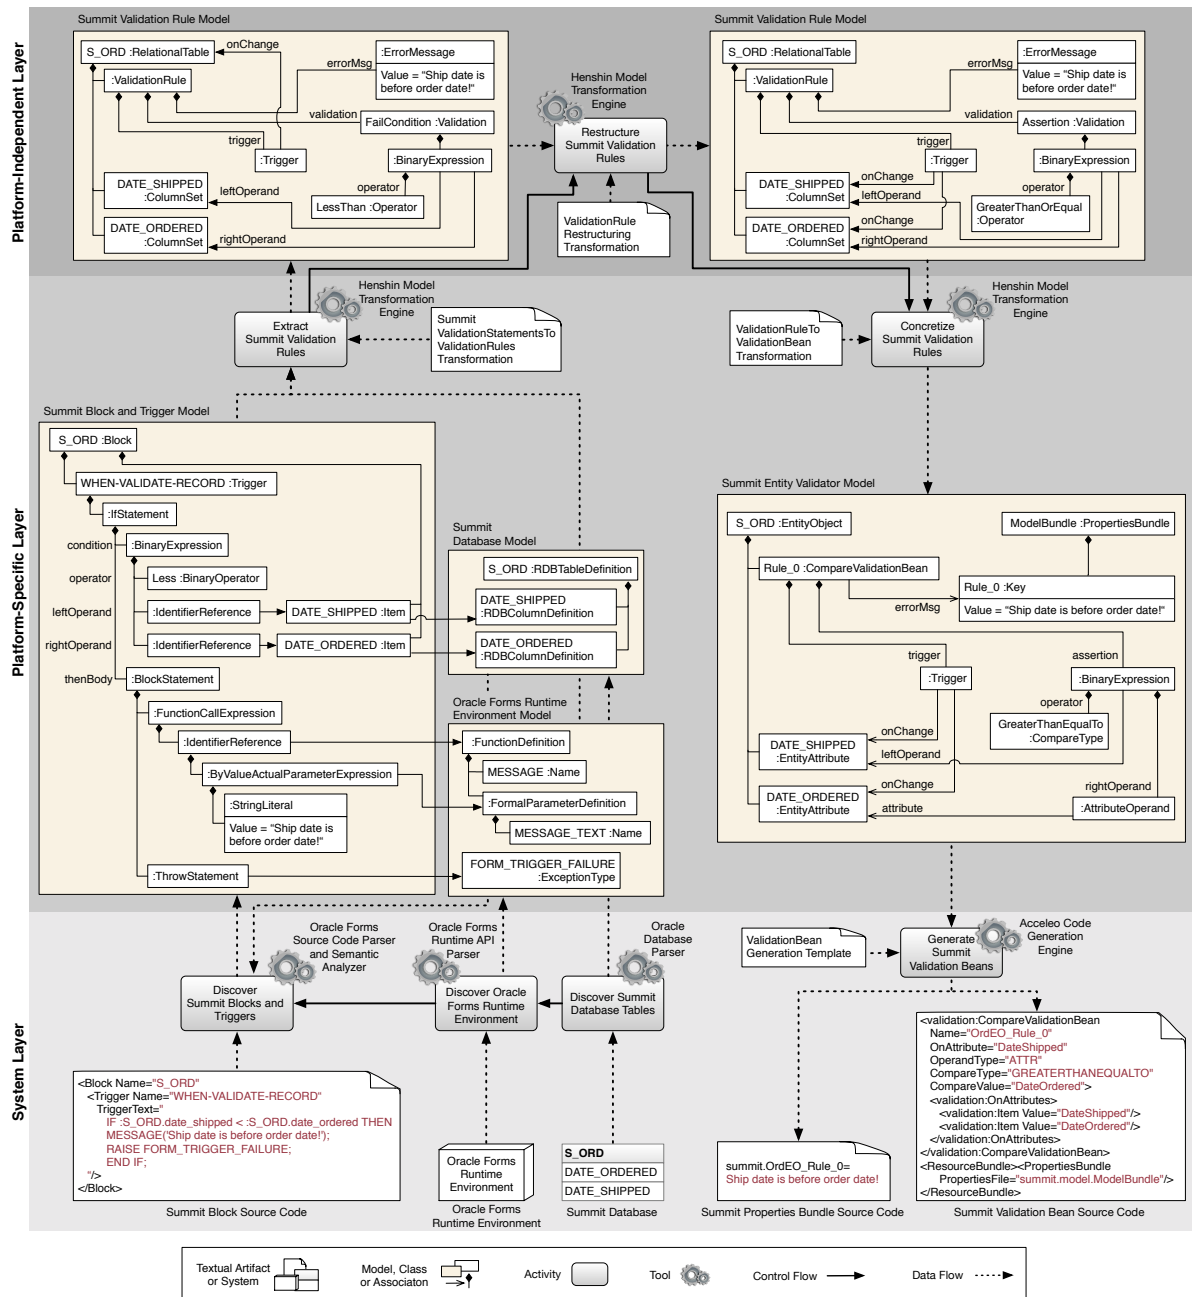 Platform-Independent Layer
Summit Validation Rule Model
S_ORD :RelationalTable
onChange
:ErrorMessage
Value = "Ship date is
before order date!"
errorMsg
:ValidationRule
validation
FailCondition :Validation
trigger
:Trigger
:BinaryExpression
operator
LessThan :Operator
DATE_SHIPPED
:ColumnSet
leftOperand
DATE_ORDERED
:ColumnSet
rightOperand
Henshin Model
Transformation
Engine
Restructure
Summit Validation
Rules
ValidationRule
Restructuring
Transformation
Summit Validation Rule Model
S_ORD :RelationalTable
:ErrorMessage
Value = "Ship date is
before order date!"
errorMsg
:ValidationRule
validation
Assertion :Validation
trigger
:Trigger
:BinaryExpression
operator
GreaterThanOrEqual
:Operator
DATE_SHIPPED
:ColumnSet
onChange
leftOperand
DATE_ORDERED
:ColumnSet
onChange
rightOperand
Platform-Specific Layer
Henshin Model
Transformation
Engine
Extract
Summit Validation
Rules
Summit
ValidationStatementsTo
ValidationRules
Transformation
ValidationRuleTo
ValidationBean
Transformation
Henshin Model
Transformation
Engine
Concretize
Summit Validation
Rules
Summit Block and Trigger Model
S_ORD :Block
WHEN-VALIDATE-RECORD :Trigger
:IfStatement
condition
:BinaryExpression
operator
Less :BinaryOperator
leftOperand
:IdentifierReference
DATE_SHIPPED :Item
rightOperand
:IdentifierReference
DATE_ORDERED :Item
thenBody
:BlockStatement
:FunctionCallExpression
:IdentifierReference
:ByValueActualParameterExpression
:StringLiteral
Value = "Ship date is
before order date!"
:ThrowStatement
Summit
Database Model
S_ORD :RDBTableDefinition
DATE_SHIPPED
:RDBColumnDefinition
DATE_ORDERED
:RDBColumnDefinition
Oracle Forms Runtime
Environment Model
:FunctionDefinition
MESSAGE :Name
:FormalParameterDefinition
MESSAGE_TEXT :Name
FORM_TRIGGER_FAILURE
:ExceptionType
Summit Entity Validator Model
S_ORD :EntityObject
ModelBundle :PropertiesBundle
Rule_0 :CompareValidationBean
Rule_0 :Key
Value = "Ship date is before order date!"
errorMsg
trigger
:Trigger
assertion
:BinaryExpression
operator
GreaterThanEqualTo
:CompareType
DATE_SHIPPED
:EntityAttribute
onChange
leftOperand
DATE_ORDERED
:EntityAttribute
onChange
attribute
rightOperand
:AttributeOperand
System Layer
Oracle Forms
Source Code Parser
and Semantic
Analyzer
Discover
Summit Blocks and
Triggers
Oracle Forms
Runtime API
Parser
Discover Oracle
Forms Runtime
Environment
Oracle
Database
Parser
Discover Summit
Database Tables
ValidationBean
Generation Template
Generate
Summit
Validation Beans
Acceleo Code
Generation
Engine
<Block Name="S_ORD"
<Trigger Name="WHEN-VALIDATE-RECORD"
TriggerText="
IF :S_ORD.date_shipped < :S_ORD.date_ordered THEN
MESSAGE('Ship date is before order date!');
RAISE FORM_TRIGGER_FAILURE;
END IF;
"/>
</Block>
Summit Block Source Code
Oracle Forms
Runtime
Environment
Oracle Forms
Runtime Environment
S_ORD
DATE_ORDERED
DATE_SHIPPED
Summit Database
summit.OrdEO_Rule_0=
Ship date is before order date!
Summit Properties Bundle Source Code
<validation:CompareValidationBean
Name="OrdEO_Rule_0"
OnAttribute="DateShipped"
OperandType="ATTR"
CompareType="GREATERTHANEQUALTO"
CompareValue="DateOrdered">
<validation:OnAttributes>
<validation:Item Value="DateShipped"/>
<validation:Item Value="DateOrdered"/>
</validation:OnAttributes>
</validation:CompareValidationBean>
<ResourceBundle><PropertiesBundle
PropertiesFile="summit.model.ModelBundle"/>
</ResourceBundle>
Summit Validation Bean Source Code
Textual Artifact
or System
Model, Class
or Associaton
Activity
Tool
Control Flow
Data Flow